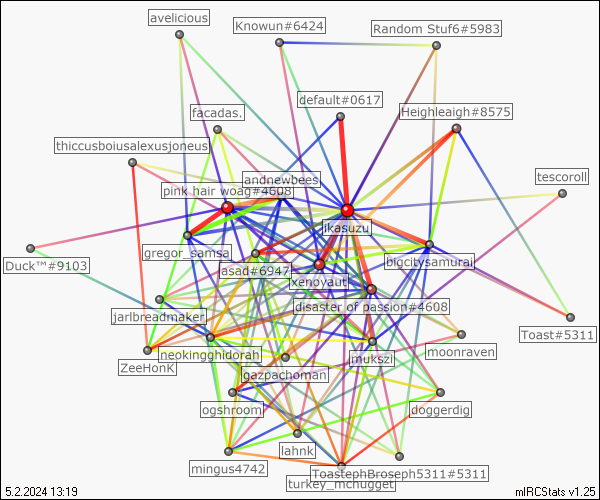 avelicious
Knowun#6424
Random Stuf6#5983
default#0617
Heighleaigh#8575
facadas.
thiccusboiusalexusjoneus
andnewbees
pink hair woag#4608
tescoroll
ikasuzu
gregor_samsa
bigcitysamurai
Duck™#9103
asad#6947
xenoyaut
disaster of passion#4608
jarlbreadmaker
Toast#5311
neokingghidorah
mukszi
moonraven
ZeeHonk
gazpachoman
ogshroom
doggerdig
lahnk
mingus4742
ToastephBroseph5311#5311
turkey_mcnugget
5.2.2024 13:19
mIRCStats v1.25